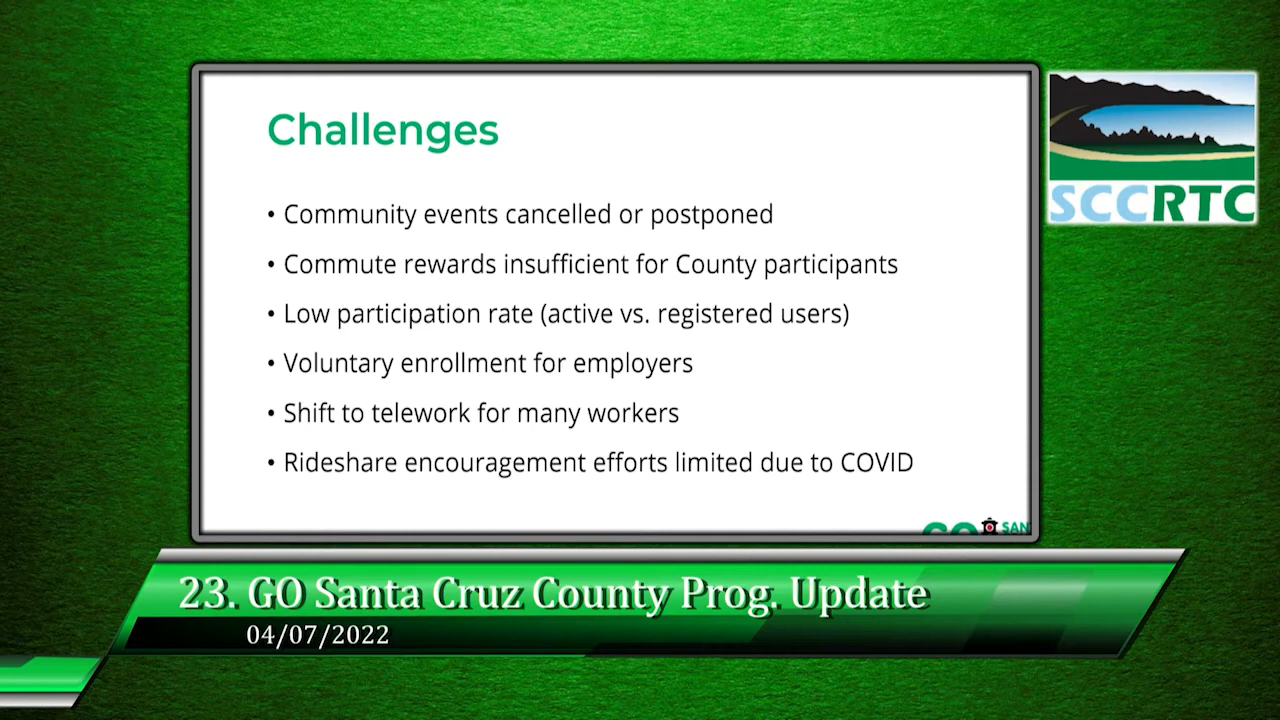 Challenges
• Community events cancelled or postponed
• Commute rewards insufficient for County participants
• Low participation rate (active vs. registered users)
• Voluntary enrollment for employers
• Shift to telework for many workers
• Rideshare encouragement efforts limited due to COVID
GO SAN
SCCRTC
23. GO Santa Cruz County Prog. Update
04/07/2022